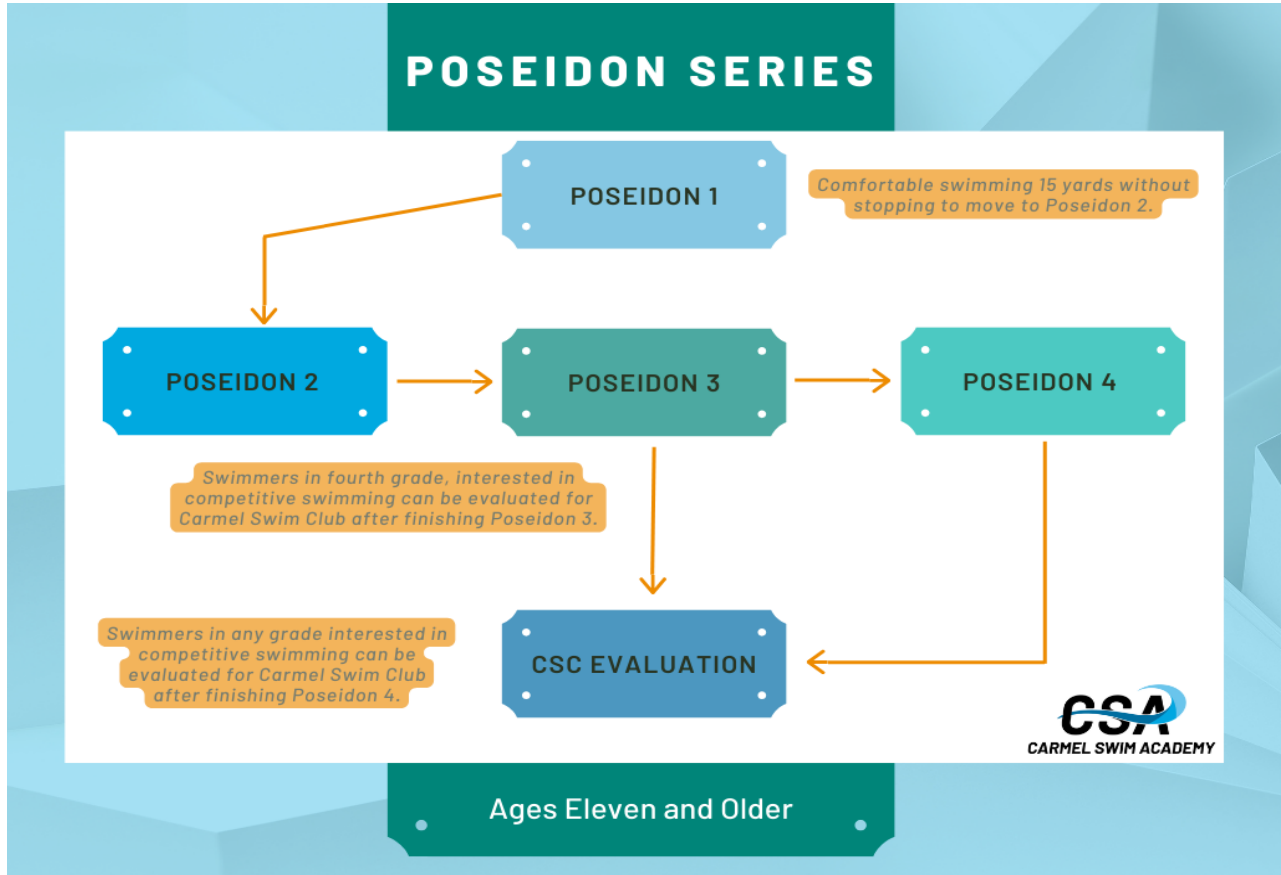 POSEIDON SERIES
POSEIDON 1
Comfortable swimming 15 yards without
stopping to move to Poseidon 2.
POSEIDON 2
POSEIDON 3
POSEIDON 4
Swimmers in fourth grade, interested in
competitive swimming can be evaluated for
Carmel Swim Club after finishing Poseidon 3.
Swimmers in any grade interested in
competitive swimming can be
evaluated for Carmel Swim Club
after finishing Poseidon 4.
CSC EVALUATION
CSA
CARMEL SWIM ACADEMY
Ages Eleven and Older